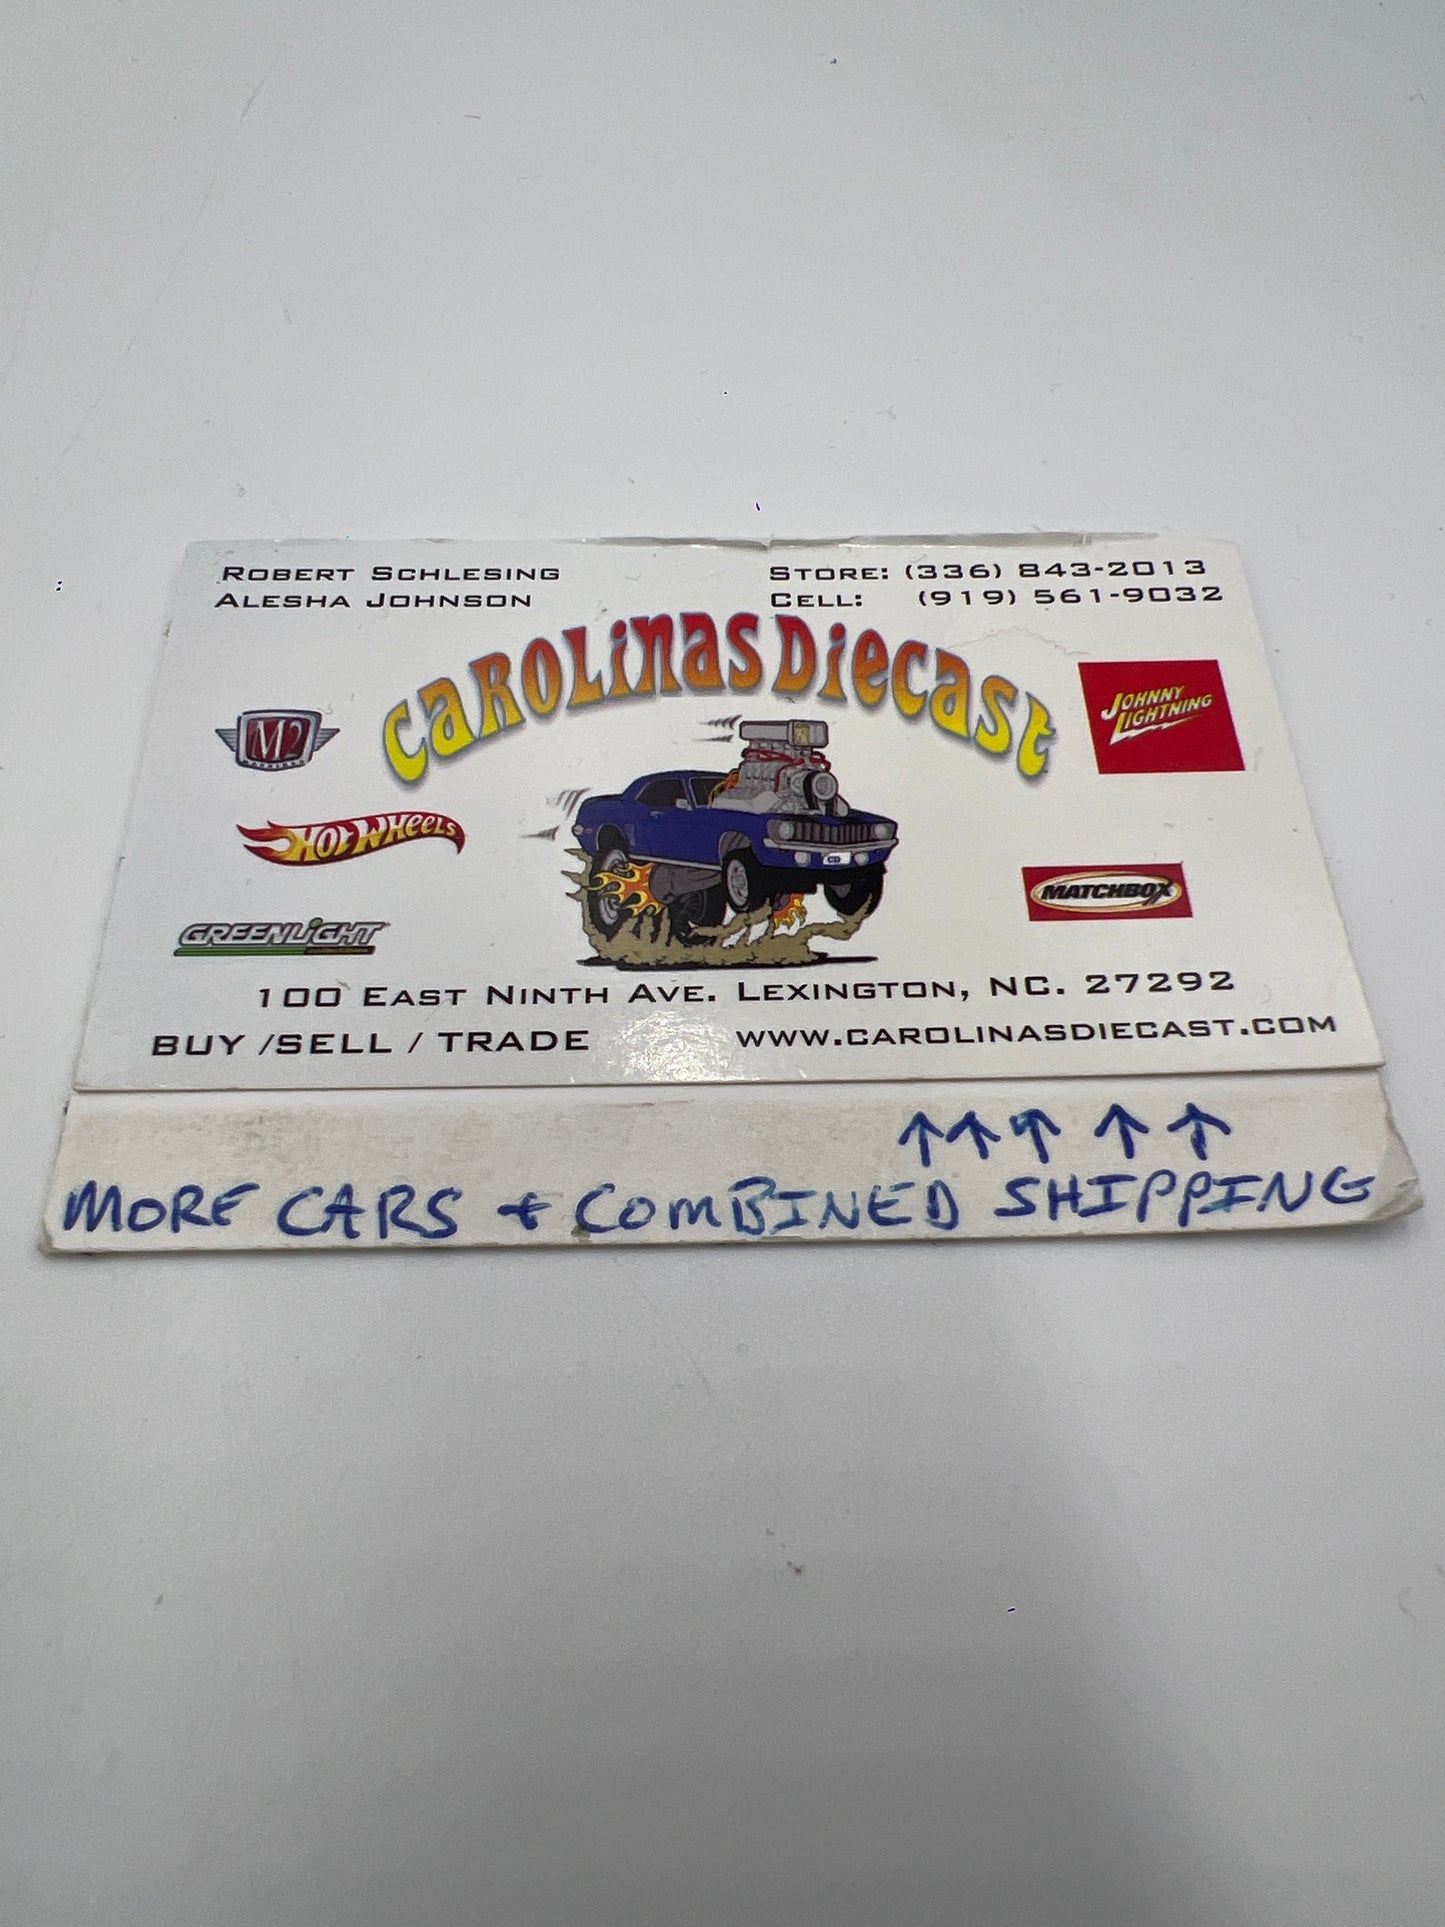 Robert Schlesing
Alesha Johnson
Store: (336) 843-2013
Cell: (919) 561-9032
Carolinas Diecast
M2
MACHINES
Johnny Lightning
Hot Wheels
Matchbox
GreenLight
100 East Ninth Ave. Lexington, NC. 27292
BUY /SELL / TRADE
www.carolinasdiecast.com
↑ ↑ ↑ ↑ ↑
MORE CARS + COMBINED SHIPPING